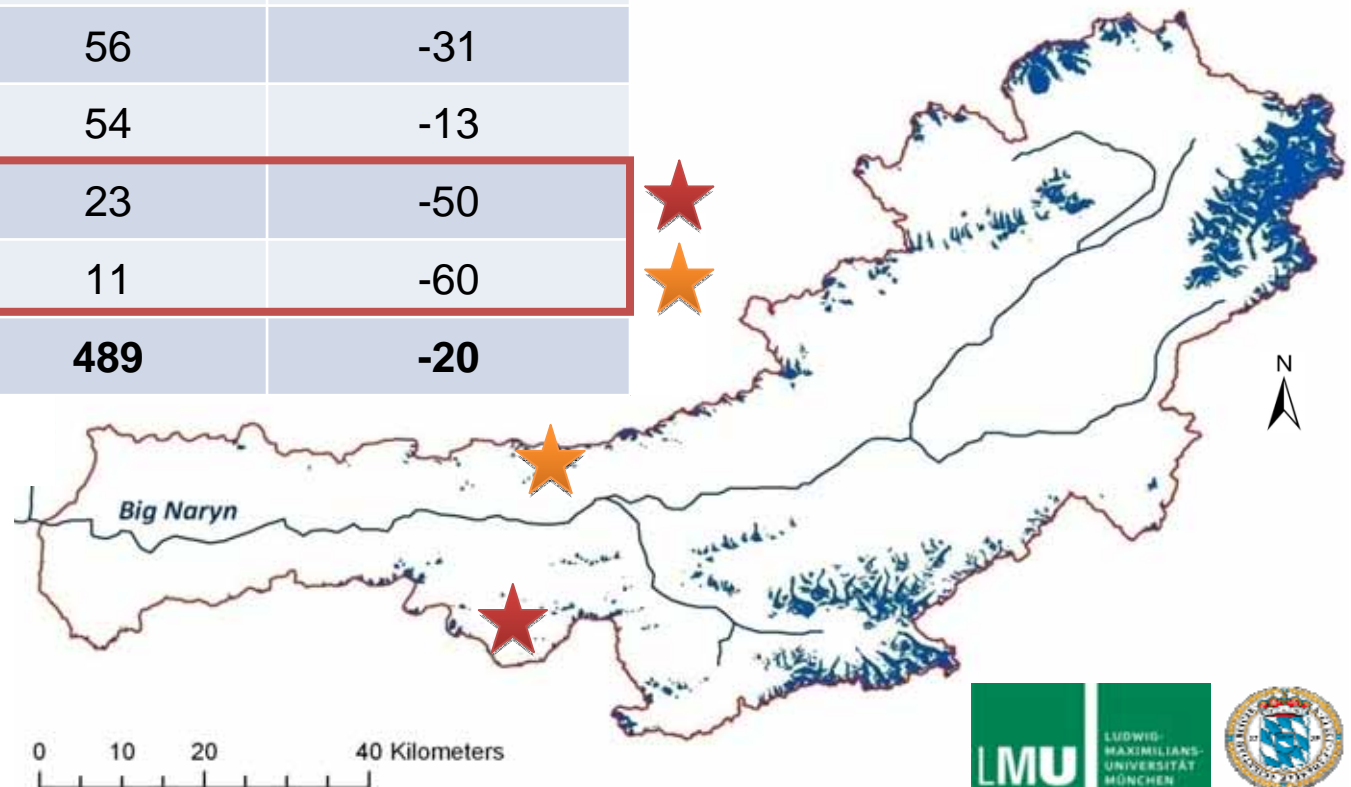 56 -31
54 -13
23 -50
11 -60
489 -20
N
Big Naryn
0 10 20 40 Kilometers
LMU
LUDWIG-
MAXIMILIANS-
UNIVERSITÄT
MÜNCHEN